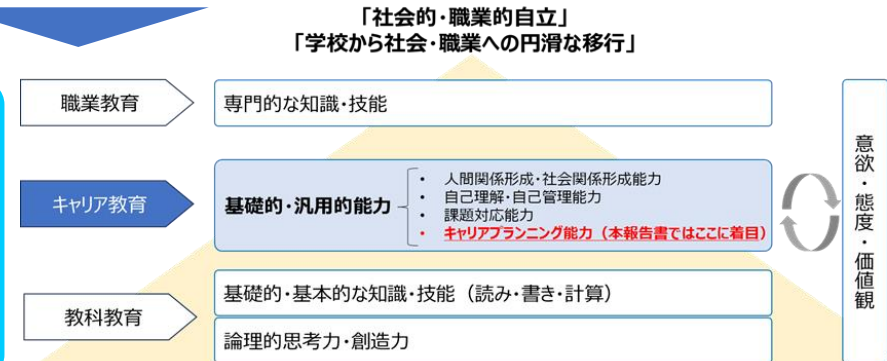 「社会的・職業的自立」
「学校から社会・職業への円滑な移行」
職業教育
専門的な知識・技能
キャリア教育
基礎的・汎用的能力
• 人間関係形成・社会関係形成能力
• 自己理解・自己管理能力
• 課題対応能力
• キャリアプランニング能力（本報告書ではここに着目）
教科教育
基礎的・基本的な知識・技能（読み・書き・計算）
論理的思考力・創造力
意欲・態度・価値観